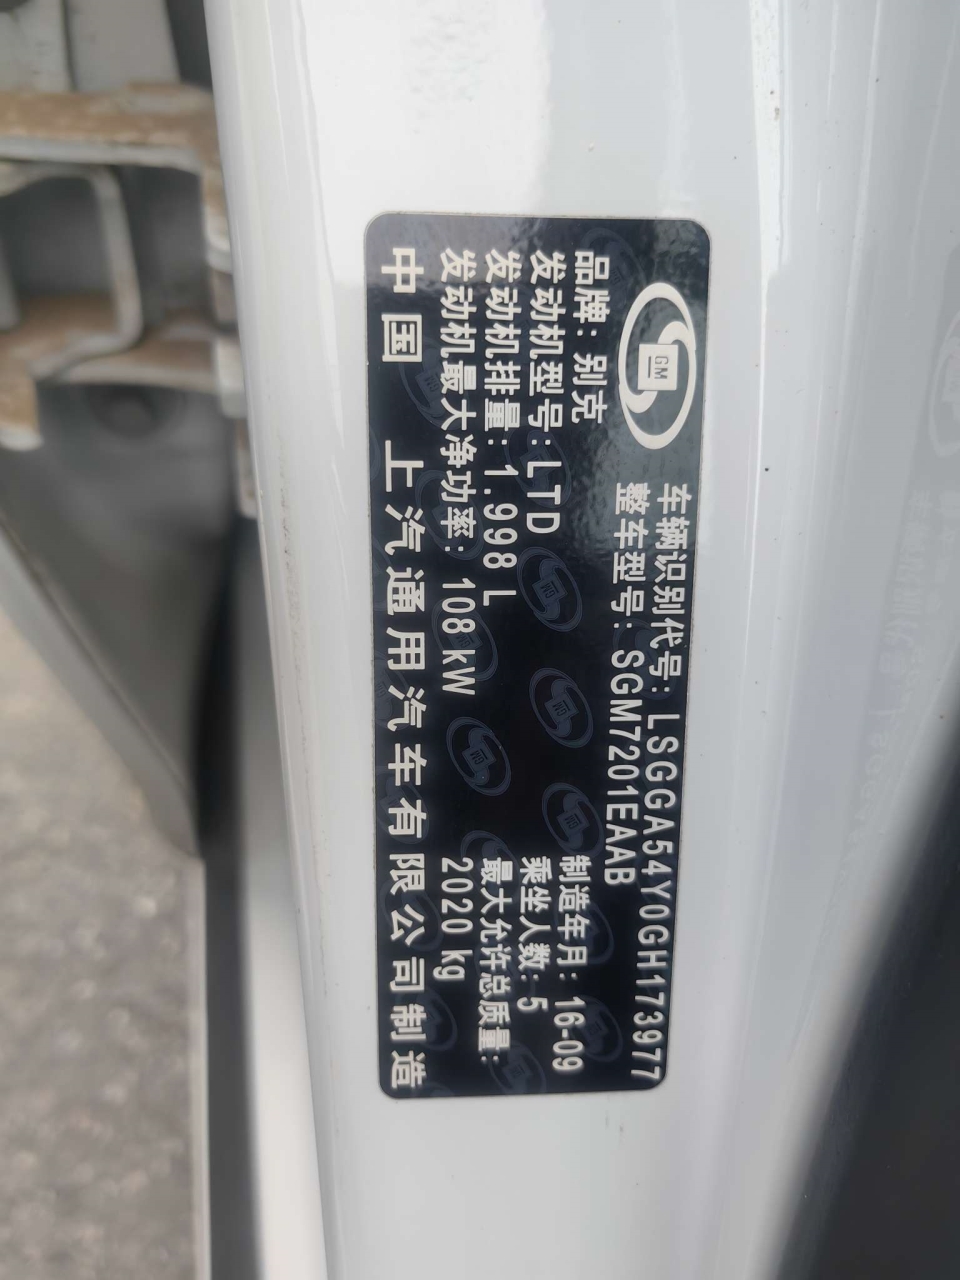 GM
车辆识别代号: LSGGA54Y0GH173977
整车型号: SGM7201EAAB
品牌: 别克
发动机型号: LTD
制造年月: 16-09
发动机排量: 1.998 L
乘坐人数: 5
发动机最大净功率: 108 kW
最大允许总质量:
2020 kg
中国 上汽通用汽车有限公司制造